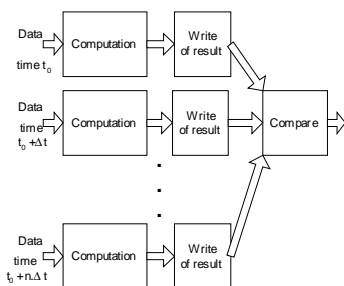 Data
time t0
Computation
Write
of result
Data
time
t0 +Δt
Computation
Write
of result
Compare
Data
time
t0+n.Δt
Computation
Write
of result